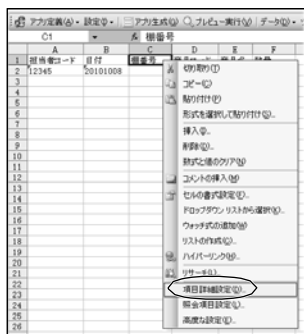 アプリ定義(A)・ 設定・ アプリ生成(G) プレビュー実行(V) データ(D)・
C1 fx 棚番号
A B C D E F
1 担当者コード 日付 棚番号
2 12345 20101008
3
4
5
6
7
8
9
10
11
12
13
14
15
16
17
18
19
20
21
22
23
24
25
26
切り取り(T)
コピー(C)
貼り付け(P)
形式を選択して貼り付け(S)...
挿入(I)...
削除(D)...
数式と値のクリア(N)
コメントの挿入(M)
セルの書式設定(F)...
ドロップダウン リストから選択(K)...
ウォッチ式の追加(W)
リストの作成(C)...
ハイパーリンク(H)...
リサーチ(L)...
項目詳細設定(Q)...
照会項目設定(R)...
高度な設定(E)...